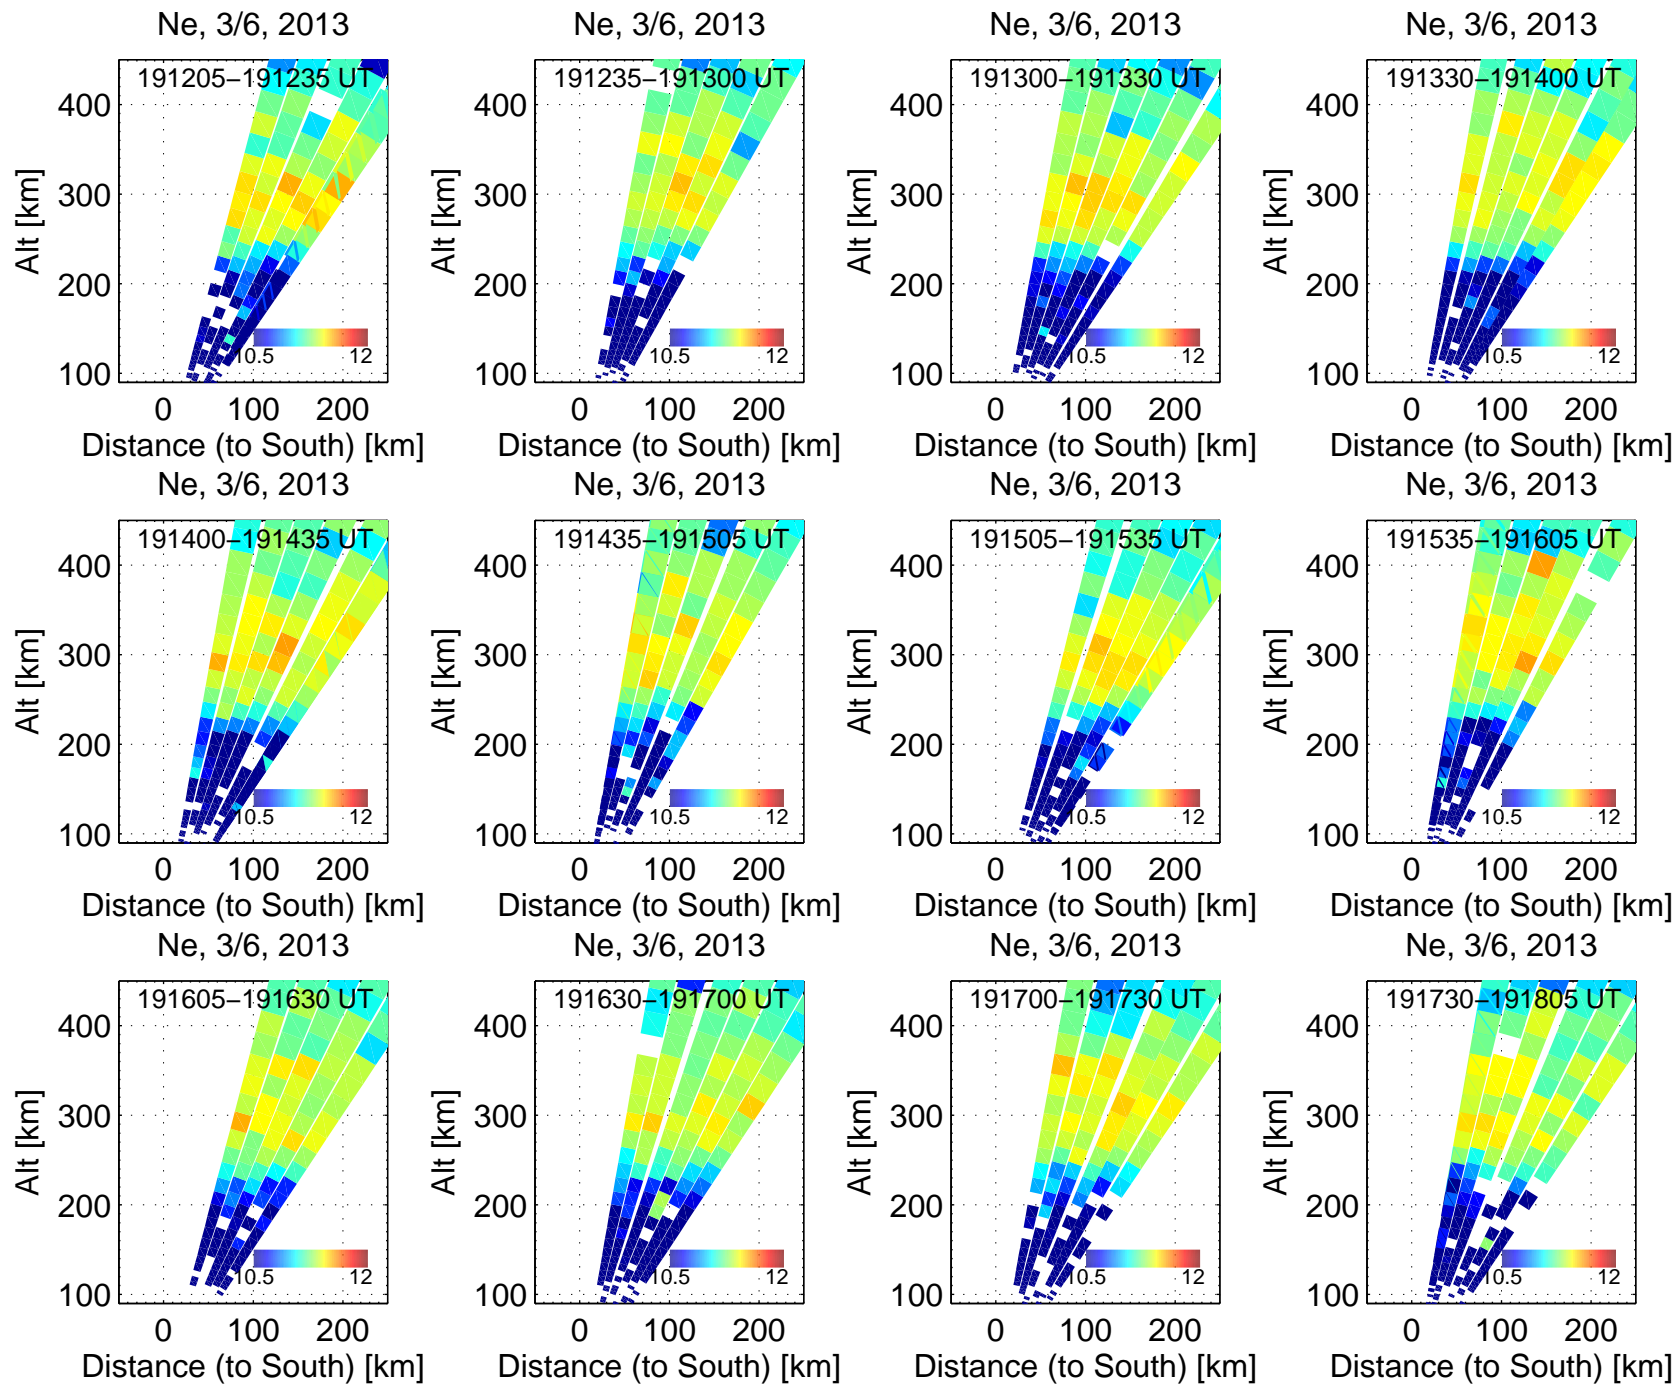 Ne, 3/6, 2013 Ne, 3/6, 2013 Ne, 3/6, 2013 Ne, 3/6, 2013
191205−191235 UT 191235−191300 UT 191300−191330 UT 191330−191400 UT
400 400 400 400
300 300 300 300
200 200 200 200
10.5 12 10.5 12 10.5 12 10.5 12
100 100 100 100
Alt [km] Alt [km] Alt [km] Alt [km]
0 100 200 0 100 200 0 100 200 0 100 200
Distance (to South) [km] Distance (to South) [km] Distance (to South) [km] Distance (to South) [km]
Ne, 3/6, 2013 Ne, 3/6, 2013 Ne, 3/6, 2013 Ne, 3/6, 2013
191400−191435 UT 191435−191505 UT 191505−191535 UT 191535−191605 UT
400 400 400 400
300 300 300 300
200 200 200 200
10.5 12 10.5 12 10.5 12 10.5 12
100 100 100 100
Alt [km] Alt [km] Alt [km] Alt [km]
0 100 200 0 100 200 0 100 200 0 100 200
Distance (to South) [km] Distance (to South) [km] Distance (to South) [km] Distance (to South) [km]
Ne, 3/6, 2013 Ne, 3/6, 2013 Ne, 3/6, 2013 Ne, 3/6, 2013
191605−191630 UT 191630−191700 UT 191700−191730 UT 191730−191805 UT
400 400 400 400
300 300 300 300
200 200 200 200
10.5 12 10.5 12 10.5 12 10.5 12
100 100 100 100
Alt [km] Alt [km] Alt [km] Alt [km]
0 100 200 0 100 200 0 100 200 0 100 200
Distance (to South) [km] Distance (to South) [km] Distance (to South) [km] Distance (to South) [km]